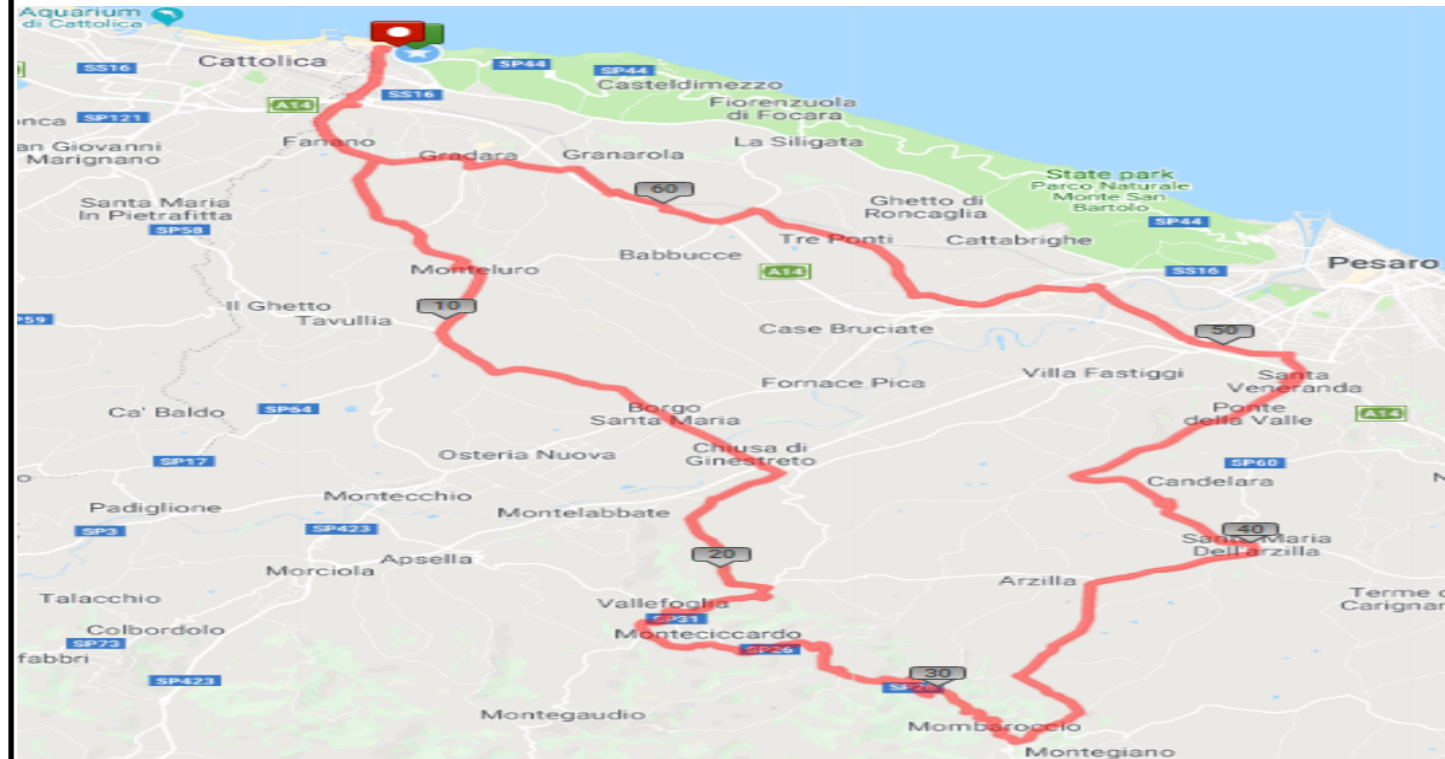 Aquarium
di Cattolica
Cattolica
SS16
SP44
SP44
Casteldimezzo
A14
SS16
Fiorenzuola
di Focara
SP121
Fanano
La Siligata
an Giovanni
Marignano
Gradara
Granarola
State park
Parco Naturale
Monte San
Bartolo
60
Santa Maria
In Pietrafitta
Ghetto di
Roncaglia
SP44
SP58
Tre Ponti
Cattabrighe
Babbucce
Pesaro
Monteluro
A14
SS16
10
Il Ghetto
Tavullia
SP59
Case Bruciate
50
Villa Fastiggi
Santa
Veneranda
Fornace Pica
Ca' Baldo
SP64
Borgo
Santa Maria
Ponte
della Valle
A14
Chiusa di
Ginestreto
Osteria Nuova
SP17
SP60
Candelara
Montecchio
Padiglione
Montelabbate
SP3
SP423
40
Santa Maria
Dell'arzilla
Apsella
20
Morciola
Arzilla
Talacchio
Vallefoglia
Terme
Carignan
SP31
Colbordolo
Monteciccardo
SP73
SP26
fabbri
30
SP423
Montegaudio
Mombaroccio
Montegiano